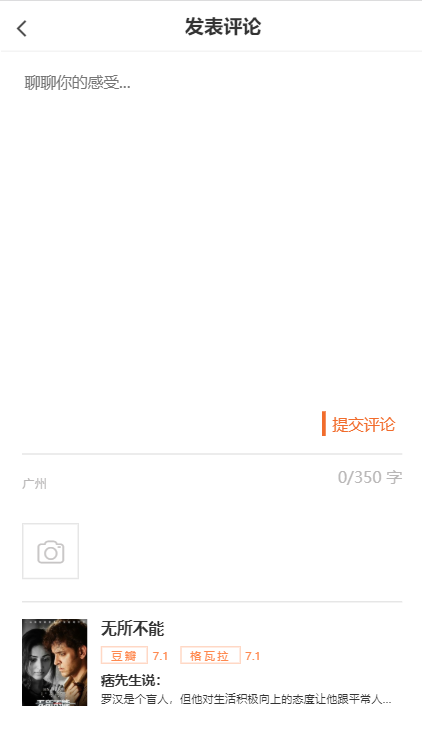 发表评论
聊聊你的感受...
提交评论
0/350 字
广州
无所不能
豆瓣 7.1 格瓦拉 7.1
痞先生说：
罗汉是个盲人，但他对生活积极向上的态度让他跟平常人...